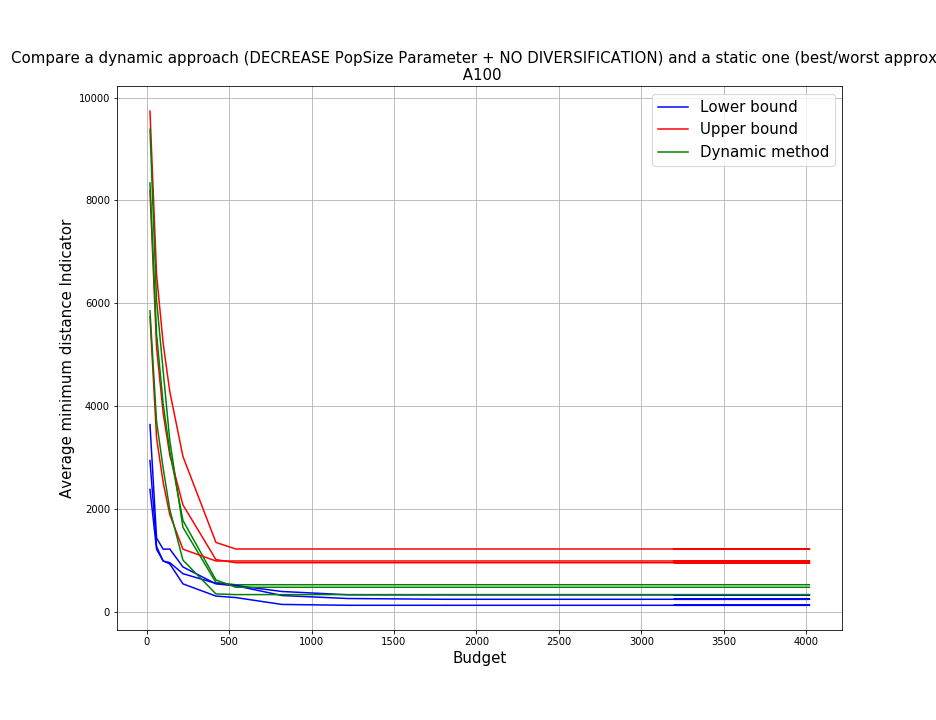 Compare a dynamic approach (DECREASE PopSize Parameter + NO DIVERSIFICATION) and a static one (best/worst approx
A100
10000
8000
6000
4000
2000
0
Average minimum distance Indicator
Lower bound
Upper bound
Dynamic method
0 500 1000 1500 2000 2500 3000 3500 4000
Budget